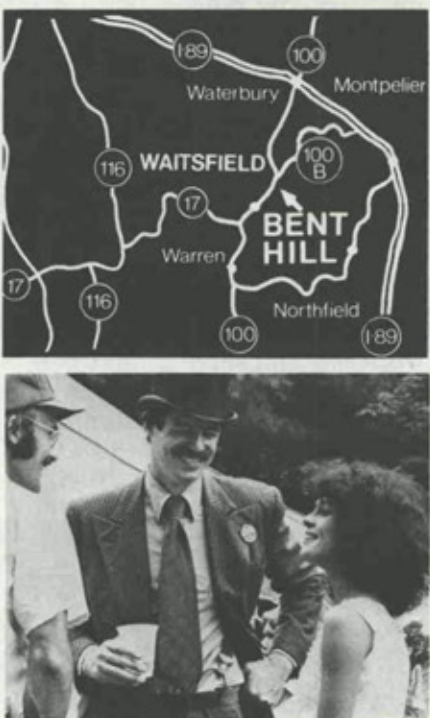 I·89
100
Waterbury
Montpelier
116
WAITSFIELD
100
B
17
BENT
HILL
Warren
17
116
Northfield
100
I·89